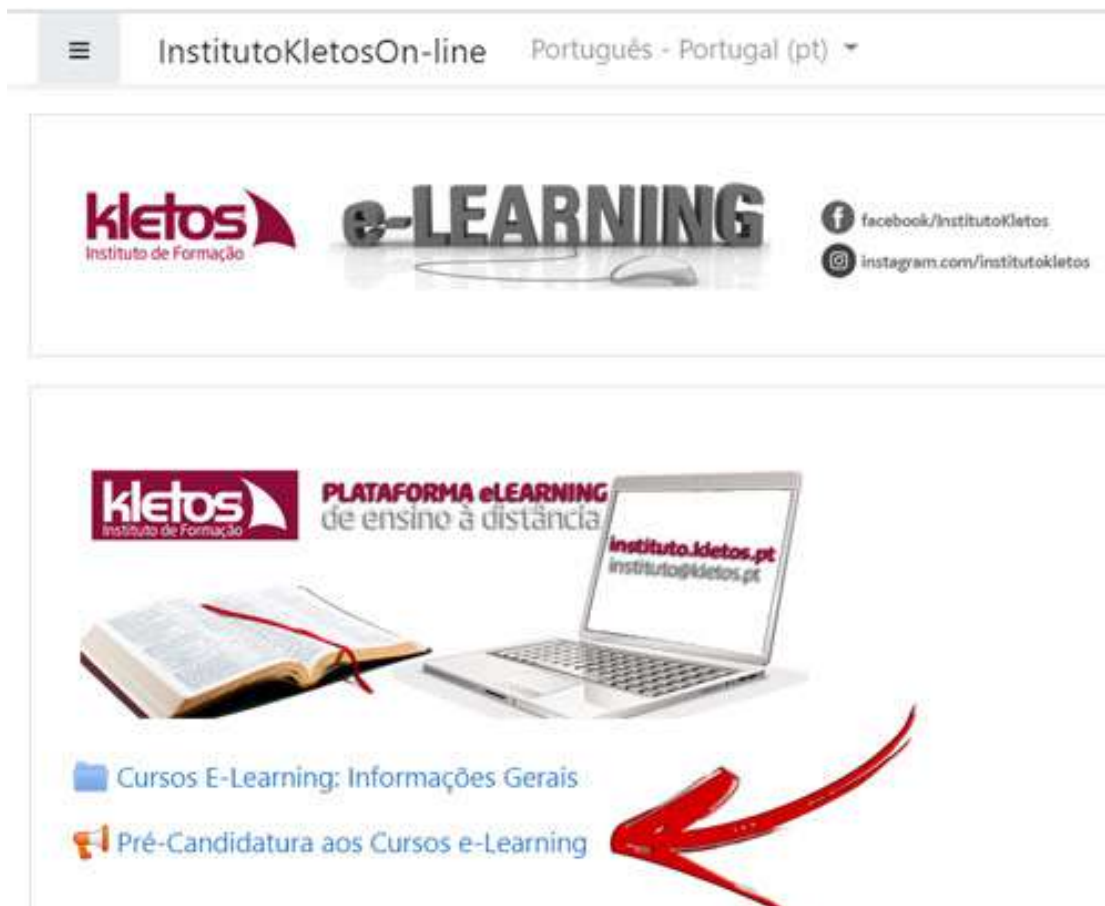 InstitutoKletosOn-line Português - Portugal (pt)
kletos
Instituto de Formação
e-LEARNING
facebook/InstitutoKletos
instagram.com/institutokletos
kletos
Instituto de Formação
PLATAFORMA eLEARNING
de ensino à distância
instituto.kletos.pt
instituto@kletos.pt
Cursos E-Learning: Informações Gerais
Pré-Candidatura aos Cursos e-Learning